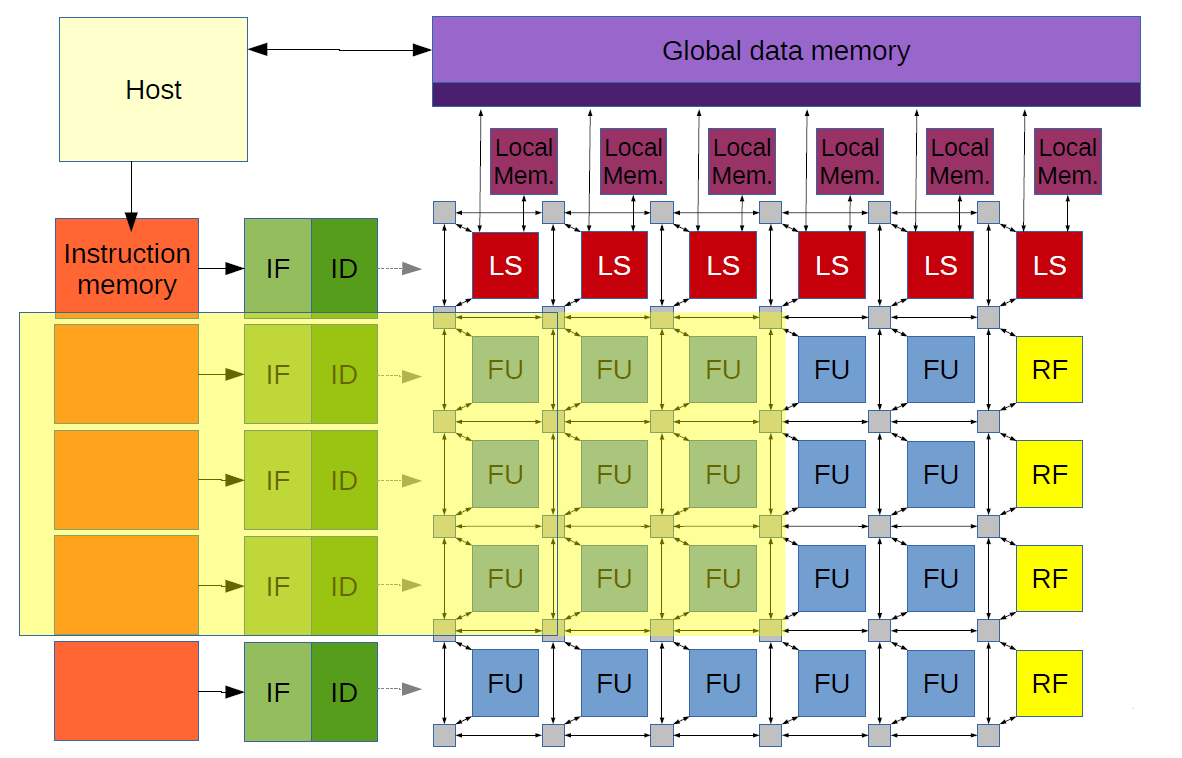 Host
Global data memory
Local Mem.
Local Mem.
Local Mem.
Local Mem.
Local Mem.
Local Mem.
Instruction memory
IF ID
LS LS LS LS LS LS
IF ID
FU FU FU FU FU RF
IF ID
FU FU FU FU FU RF
IF ID
FU FU FU FU FU RF
IF ID
FU FU FU FU FU RF